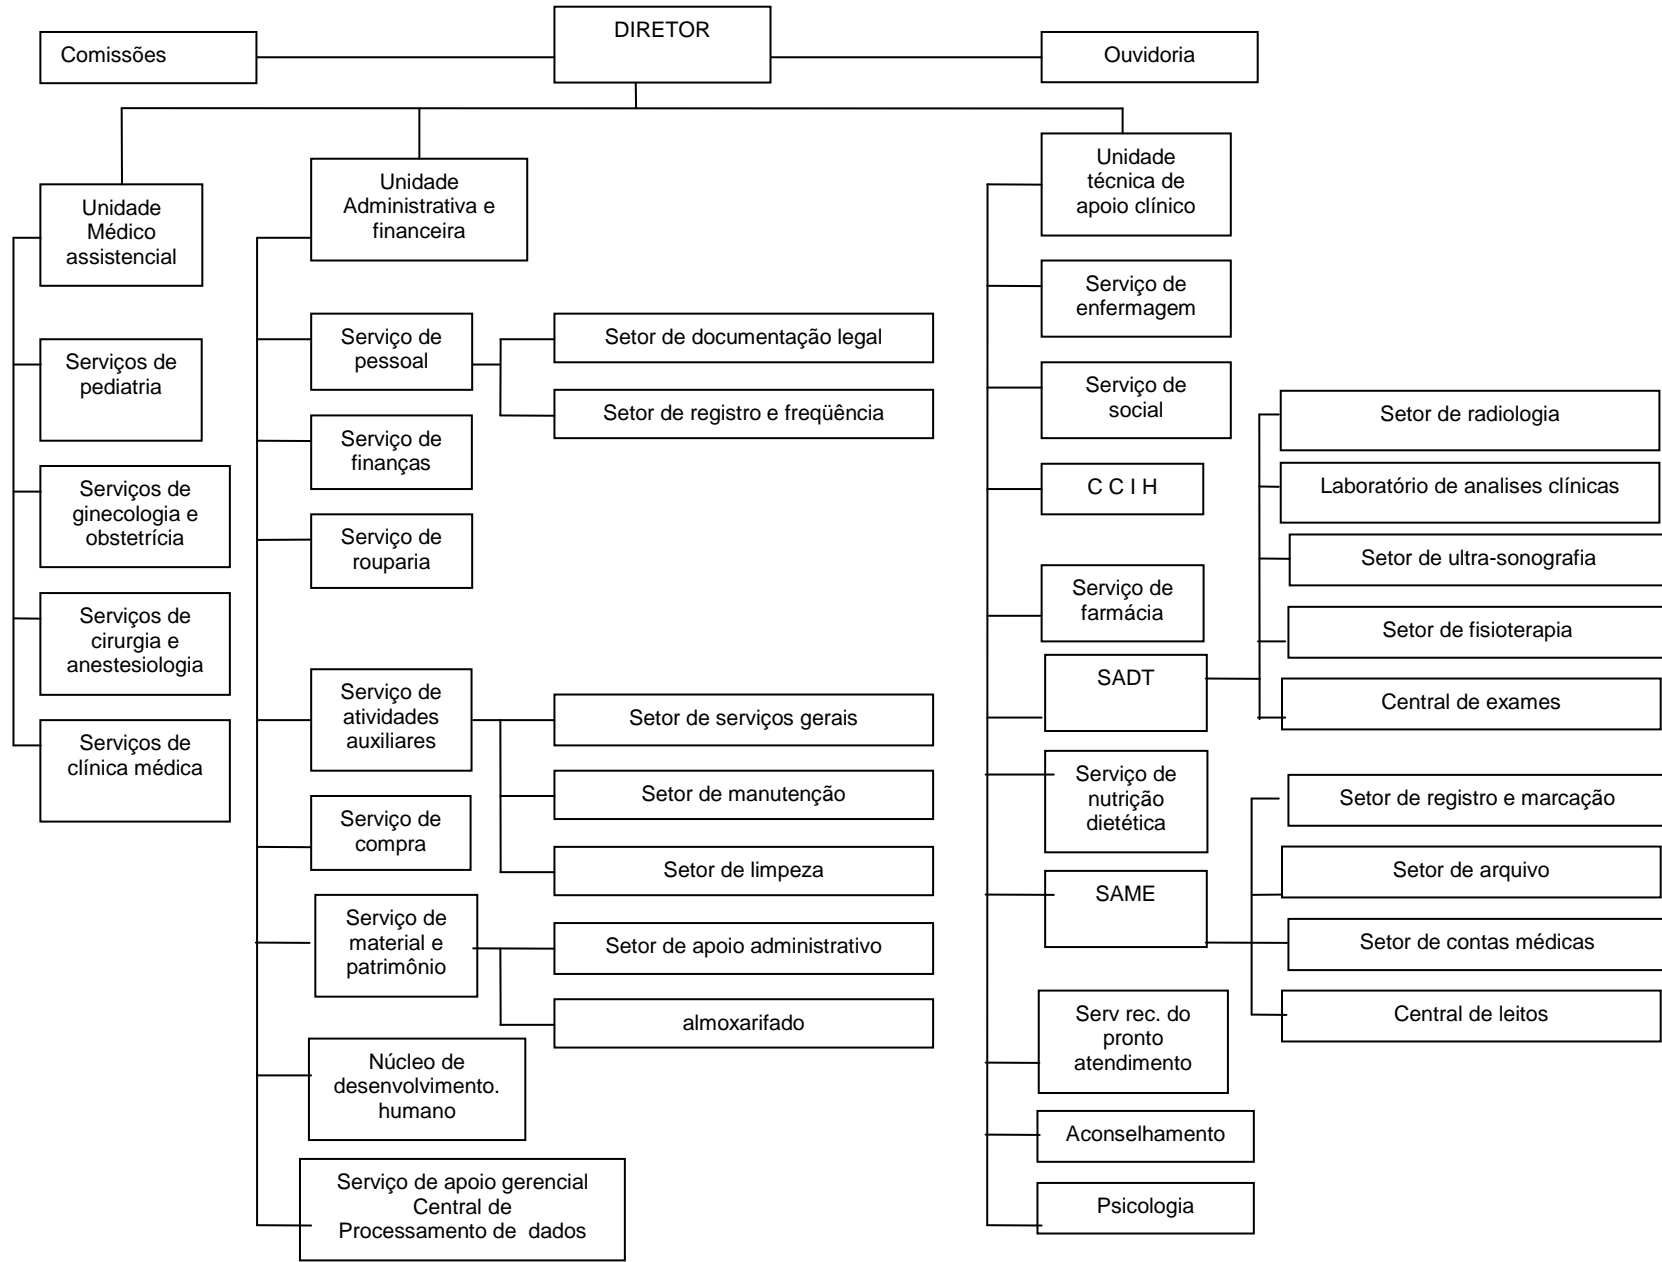 DIRETOR
Comissões
Ouvidoria
Unidade
Médico
assistencial
Serviços de
pediatria
Serviços de
ginecologia e
obstetrícia
Serviços de
cirurgia e
anestesiologia
Serviços de
clínica médica
Unidade
Administrativa e
financeira
Serviço de
pessoal
Setor de documentação legal
Setor de registro e freqüência
Serviço de
finanças
Serviço de
rouparia
Serviço de
atividades
auxiliares
Setor de serviços gerais
Setor de manutenção
Setor de limpeza
Serviço de
compra
Serviço de
material e
patrimônio
Setor de apoio administrativo
almoxarifado
Núcleo de
desenvolvimento.
humano
Serviço de apoio gerencial
Central de
Processamento de dados
Unidade
técnica de
apoio clínico
Serviço de
enfermagem
Serviço de
social
C C I H
Serviço de
farmácia
SADT
Setor de radiologia
Laboratório de analises clínicas
Setor de ultra-sonografia
Setor de fisioterapia
Central de exames
Serviço de
nutrição
dietética
SAME
Setor de registro e marcação
Setor de arquivo
Setor de contas médicas
Central de leitos
Serv rec. do
pronto
atendimento
Aconselhamento
Psicologia